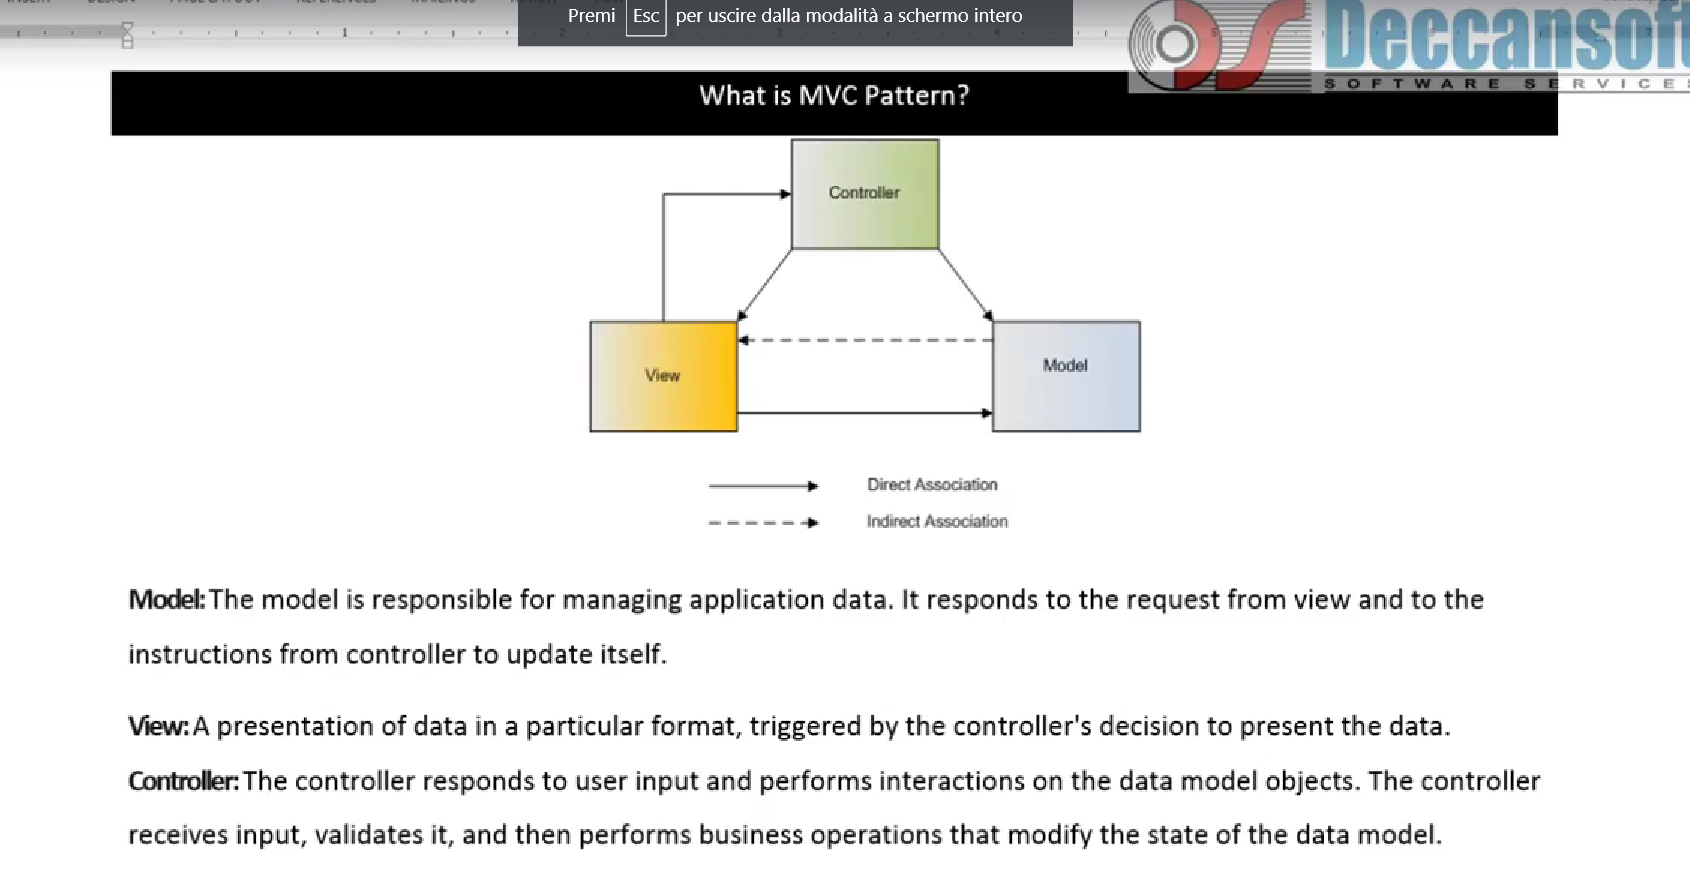 Premi Esc per uscire dalla modalità a schermo intero
Deccansoft
SOFTWARE SERVICES
What is MVC Pattern?
Controller
View
Model
Direct Association
Indirect Association
Model: The model is responsible for managing application data. It responds to the request from view and to the
instructions from controller to update itself.
View: A presentation of data in a particular format, triggered by the controller's decision to present the data.
Controller: The controller responds to user input and performs interactions on the data model objects. The controller
receives input, validates it, and then performs business operations that modify the state of the data model.